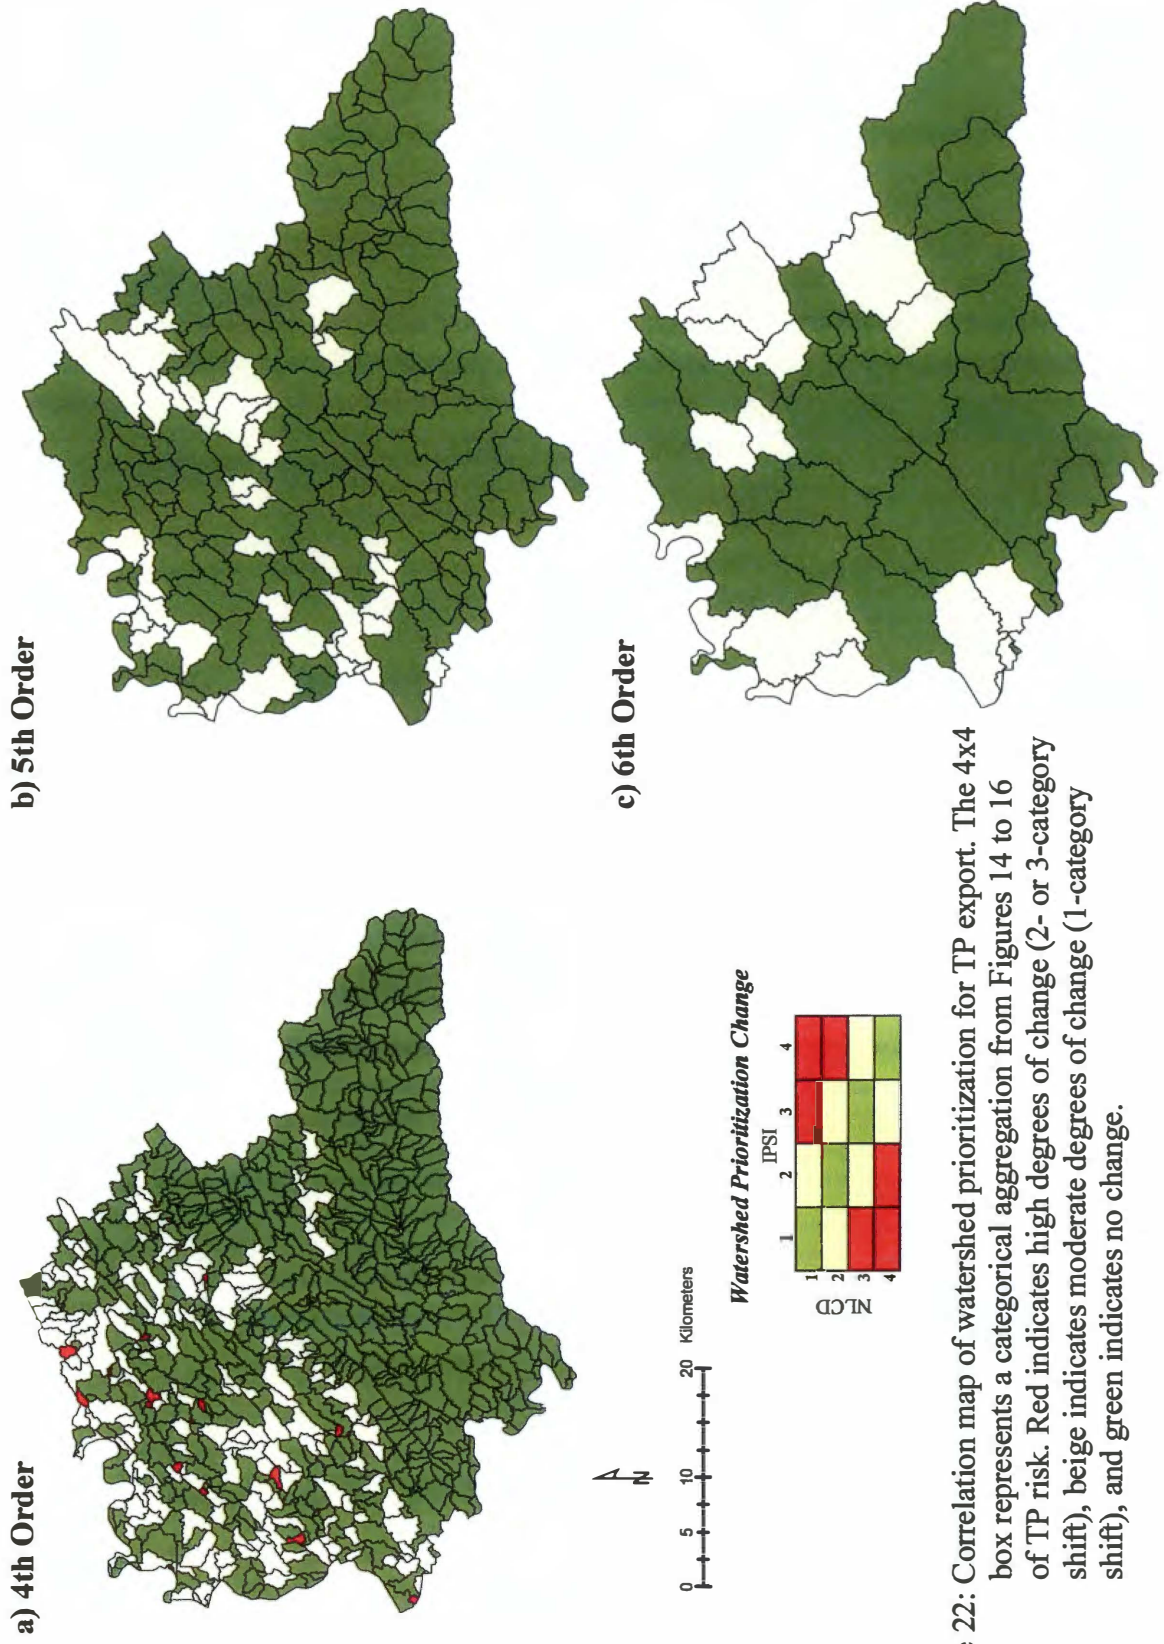 a) 4th Order
b) 5th Order
c) 6th Order
0 5 10 20 Kilometers
N
Watershed Prioritization Change
IPSI
1 2 3 4
NLCD
1
2
3
4
22: Correlation map of watershed prioritization for TP export. The 4x4
box represents a categorical aggregation from Figures 14 to 16
of TP risk. Red indicates high degrees of change (2- or 3-category
shift), beige indicates moderate degrees of change (1-category
shift), and green indicates no change.